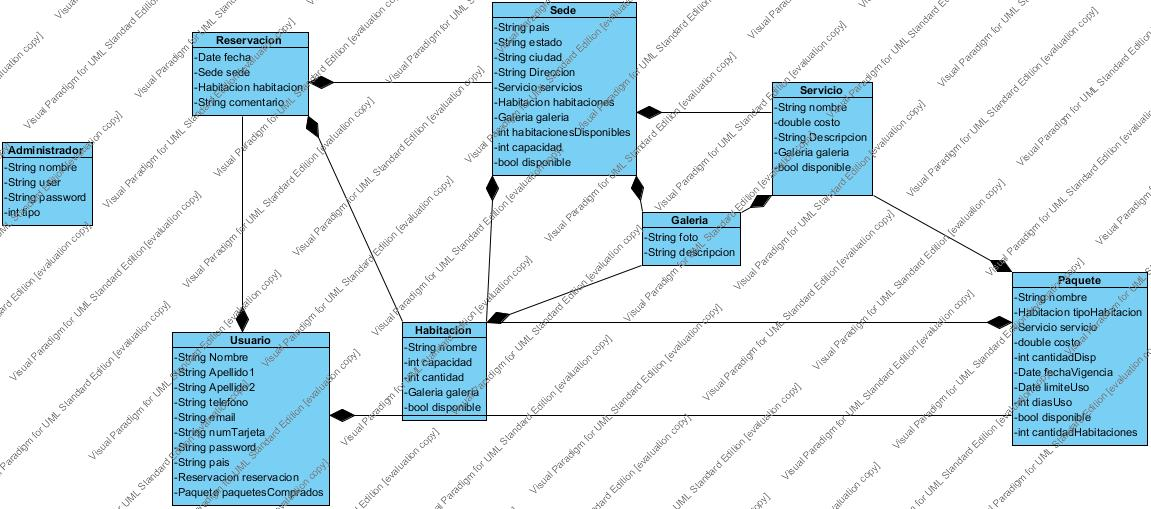 Sede
-String pais
-String estado
-String ciudad
-String Direccion
-Servicio servicios
-Habitacion habitaciones
-Galeria galeria
-int habitacionesDisponibles
-int capacidad
-bool disponible
Reservacion
-Date fecha
-Sede sede
-Habitacion habitacion
-String comentario
Servicio
-String nombre
-double costo
-String Descripcion
-Galeria galeria
-bool disponible
Administrador
-String nombre
-String user
-String password
-int tipo
Galeria
-String foto
-String descripcion
Paquete
-String nombre
-Habitacion tipoHabitacion
-Servicio servicio
-double costo
-int cantidadDisp
-Date fechaVigencia
-Date limiteUso
-int diasUso
-bool disponible
-int cantidadHabitaciones
Habitacion
-String nombre
-int capacidad
-int cantidad
-Galeria galeria
-bool disponible
Usuario
-String Nombre
-String Apellido1
-String Apellido2
-String telefono
-String email
-String numTarjeta
-String password
-String pais
-Reservacion reservacion
-Paquete paquetesComprados
Visual Paradigm for UML Standard Edition [evaluation copy]